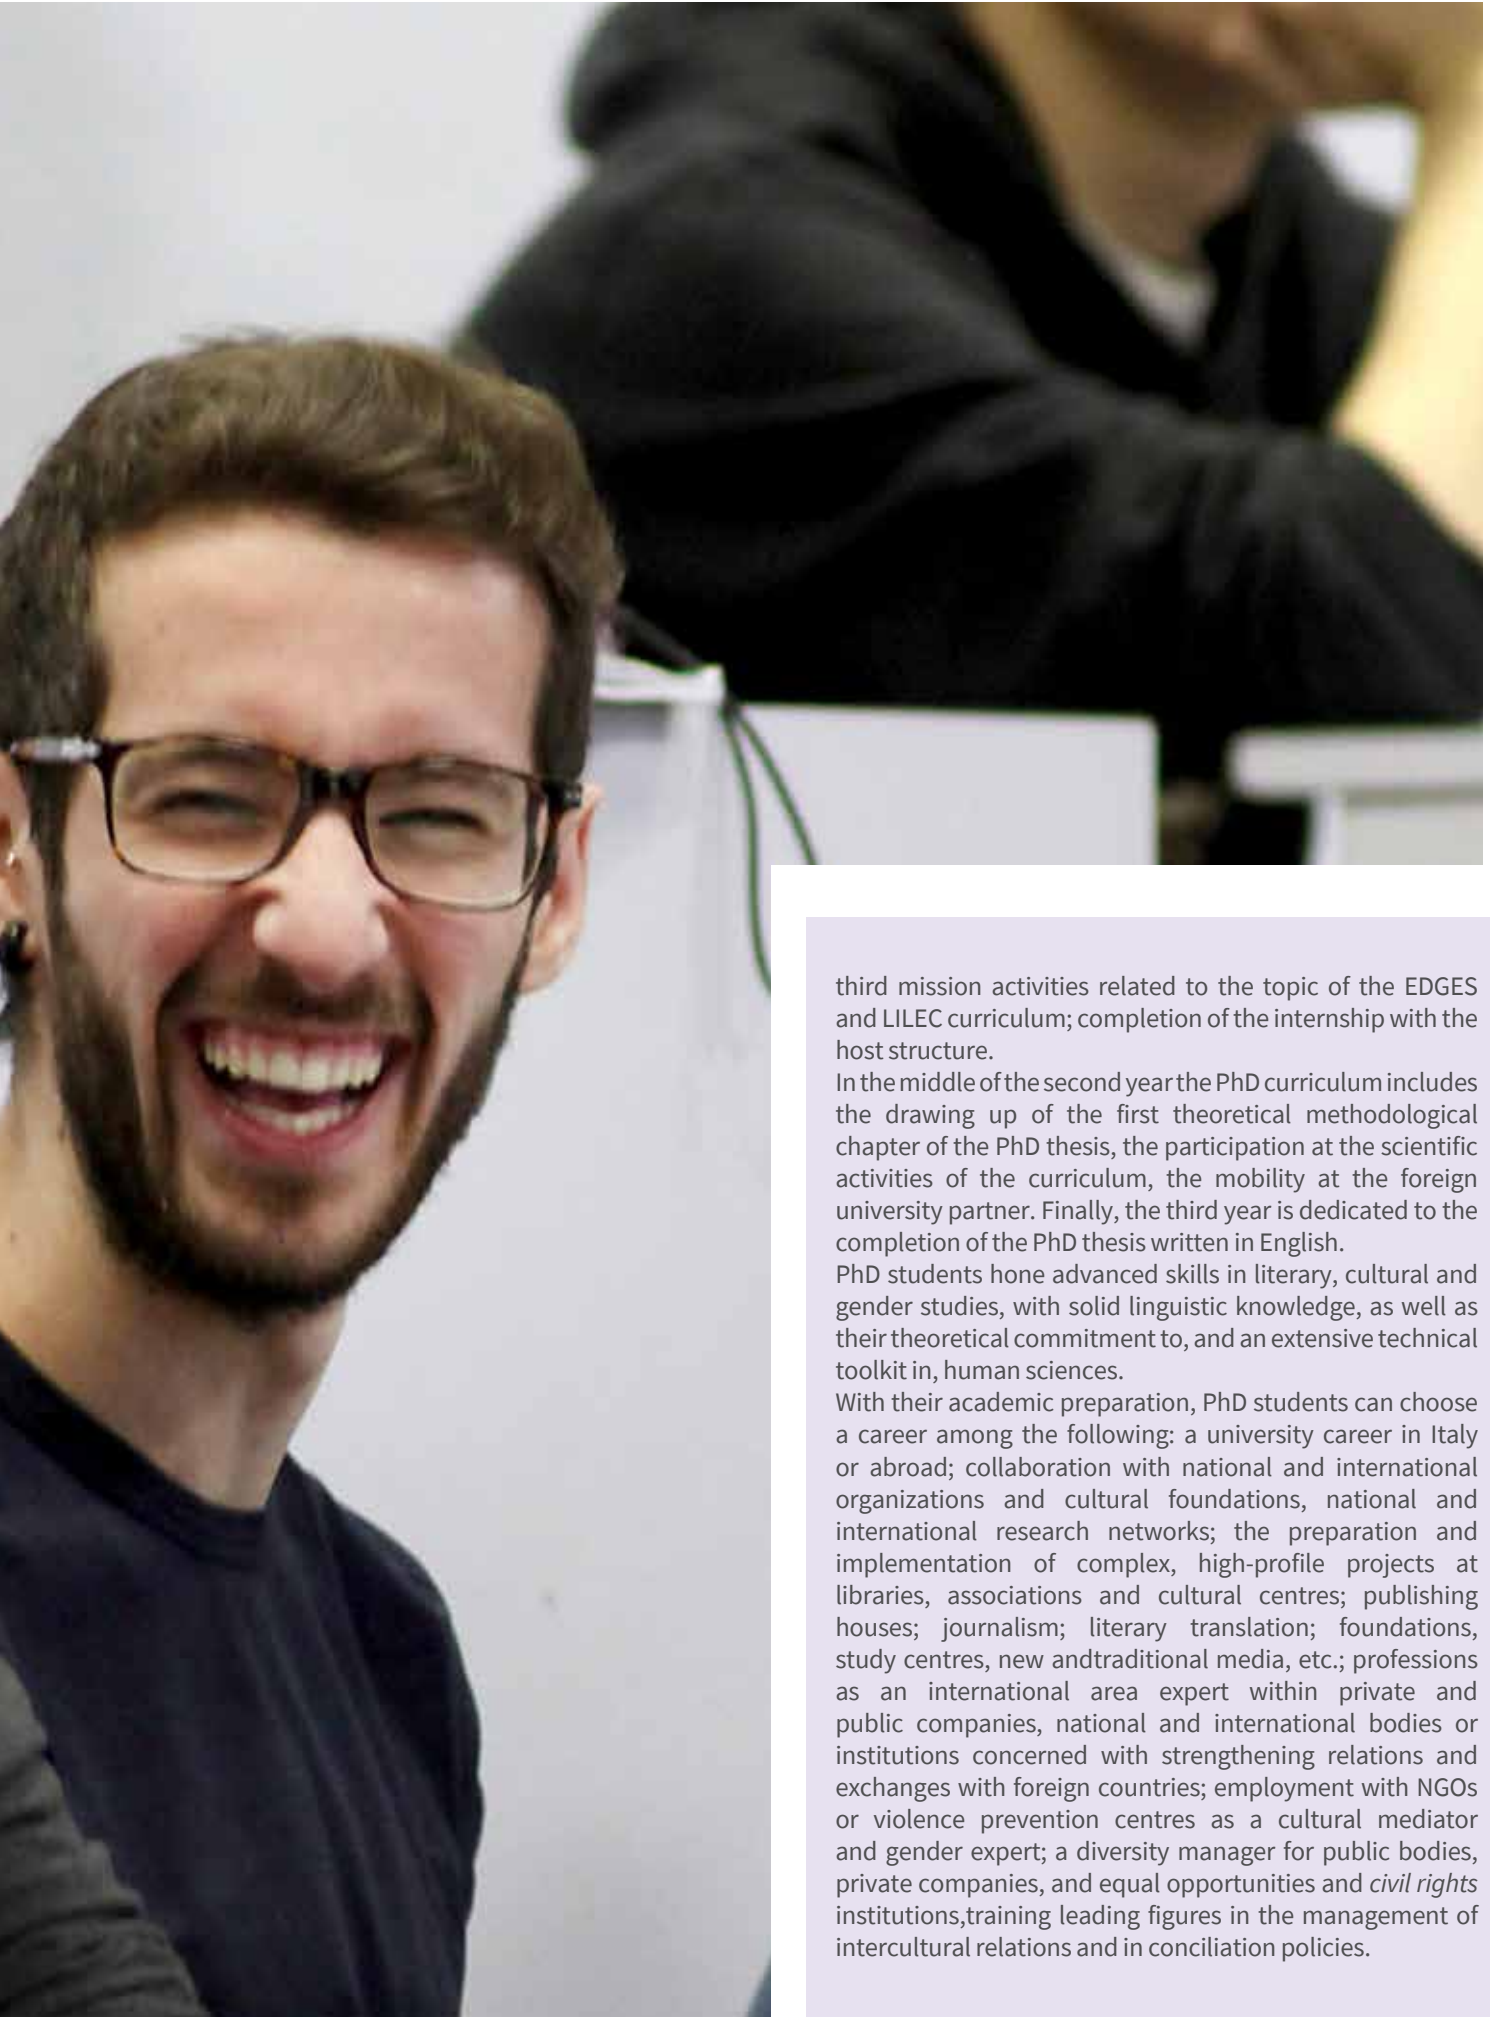 third mission activities related to the topic of the EDGES
and LILEC curriculum; completion of the internship with the
host structure.
In the middle of the second year the PhD curriculum includes
the drawing up of the first theoretical methodological
chapter of the PhD thesis, the participation at the scientific
activities of the curriculum, the mobility at the foreign
university partner. Finally, the third year is dedicated to the
completion of the PhD thesis written in English.
PhD students hone advanced skills in literary, cultural and
gender studies, with solid linguistic knowledge, as well as
their theoretical commitment to, and an extensive technical
toolkit in, human sciences.
With their academic preparation, PhD students can choose
a career among the following: a university career in Italy
or abroad; collaboration with national and international
organizations and cultural foundations, national and
international research networks; the preparation and
implementation of complex, high-profile projects at
libraries, associations and cultural centres; publishing
houses; journalism; literary translation; foundations,
study centres, new andtraditional media, etc.; professions
as an international area expert within private and
public companies, national and international bodies or
institutions concerned with strengthening relations and
exchanges with foreign countries; employment with NGOs
or violence prevention centres as a cultural mediator
and gender expert; a diversity manager for public bodies,
private companies, and equal opportunities and civil rights
institutions,training leading figures in the management of
intercultural relations and in conciliation policies.